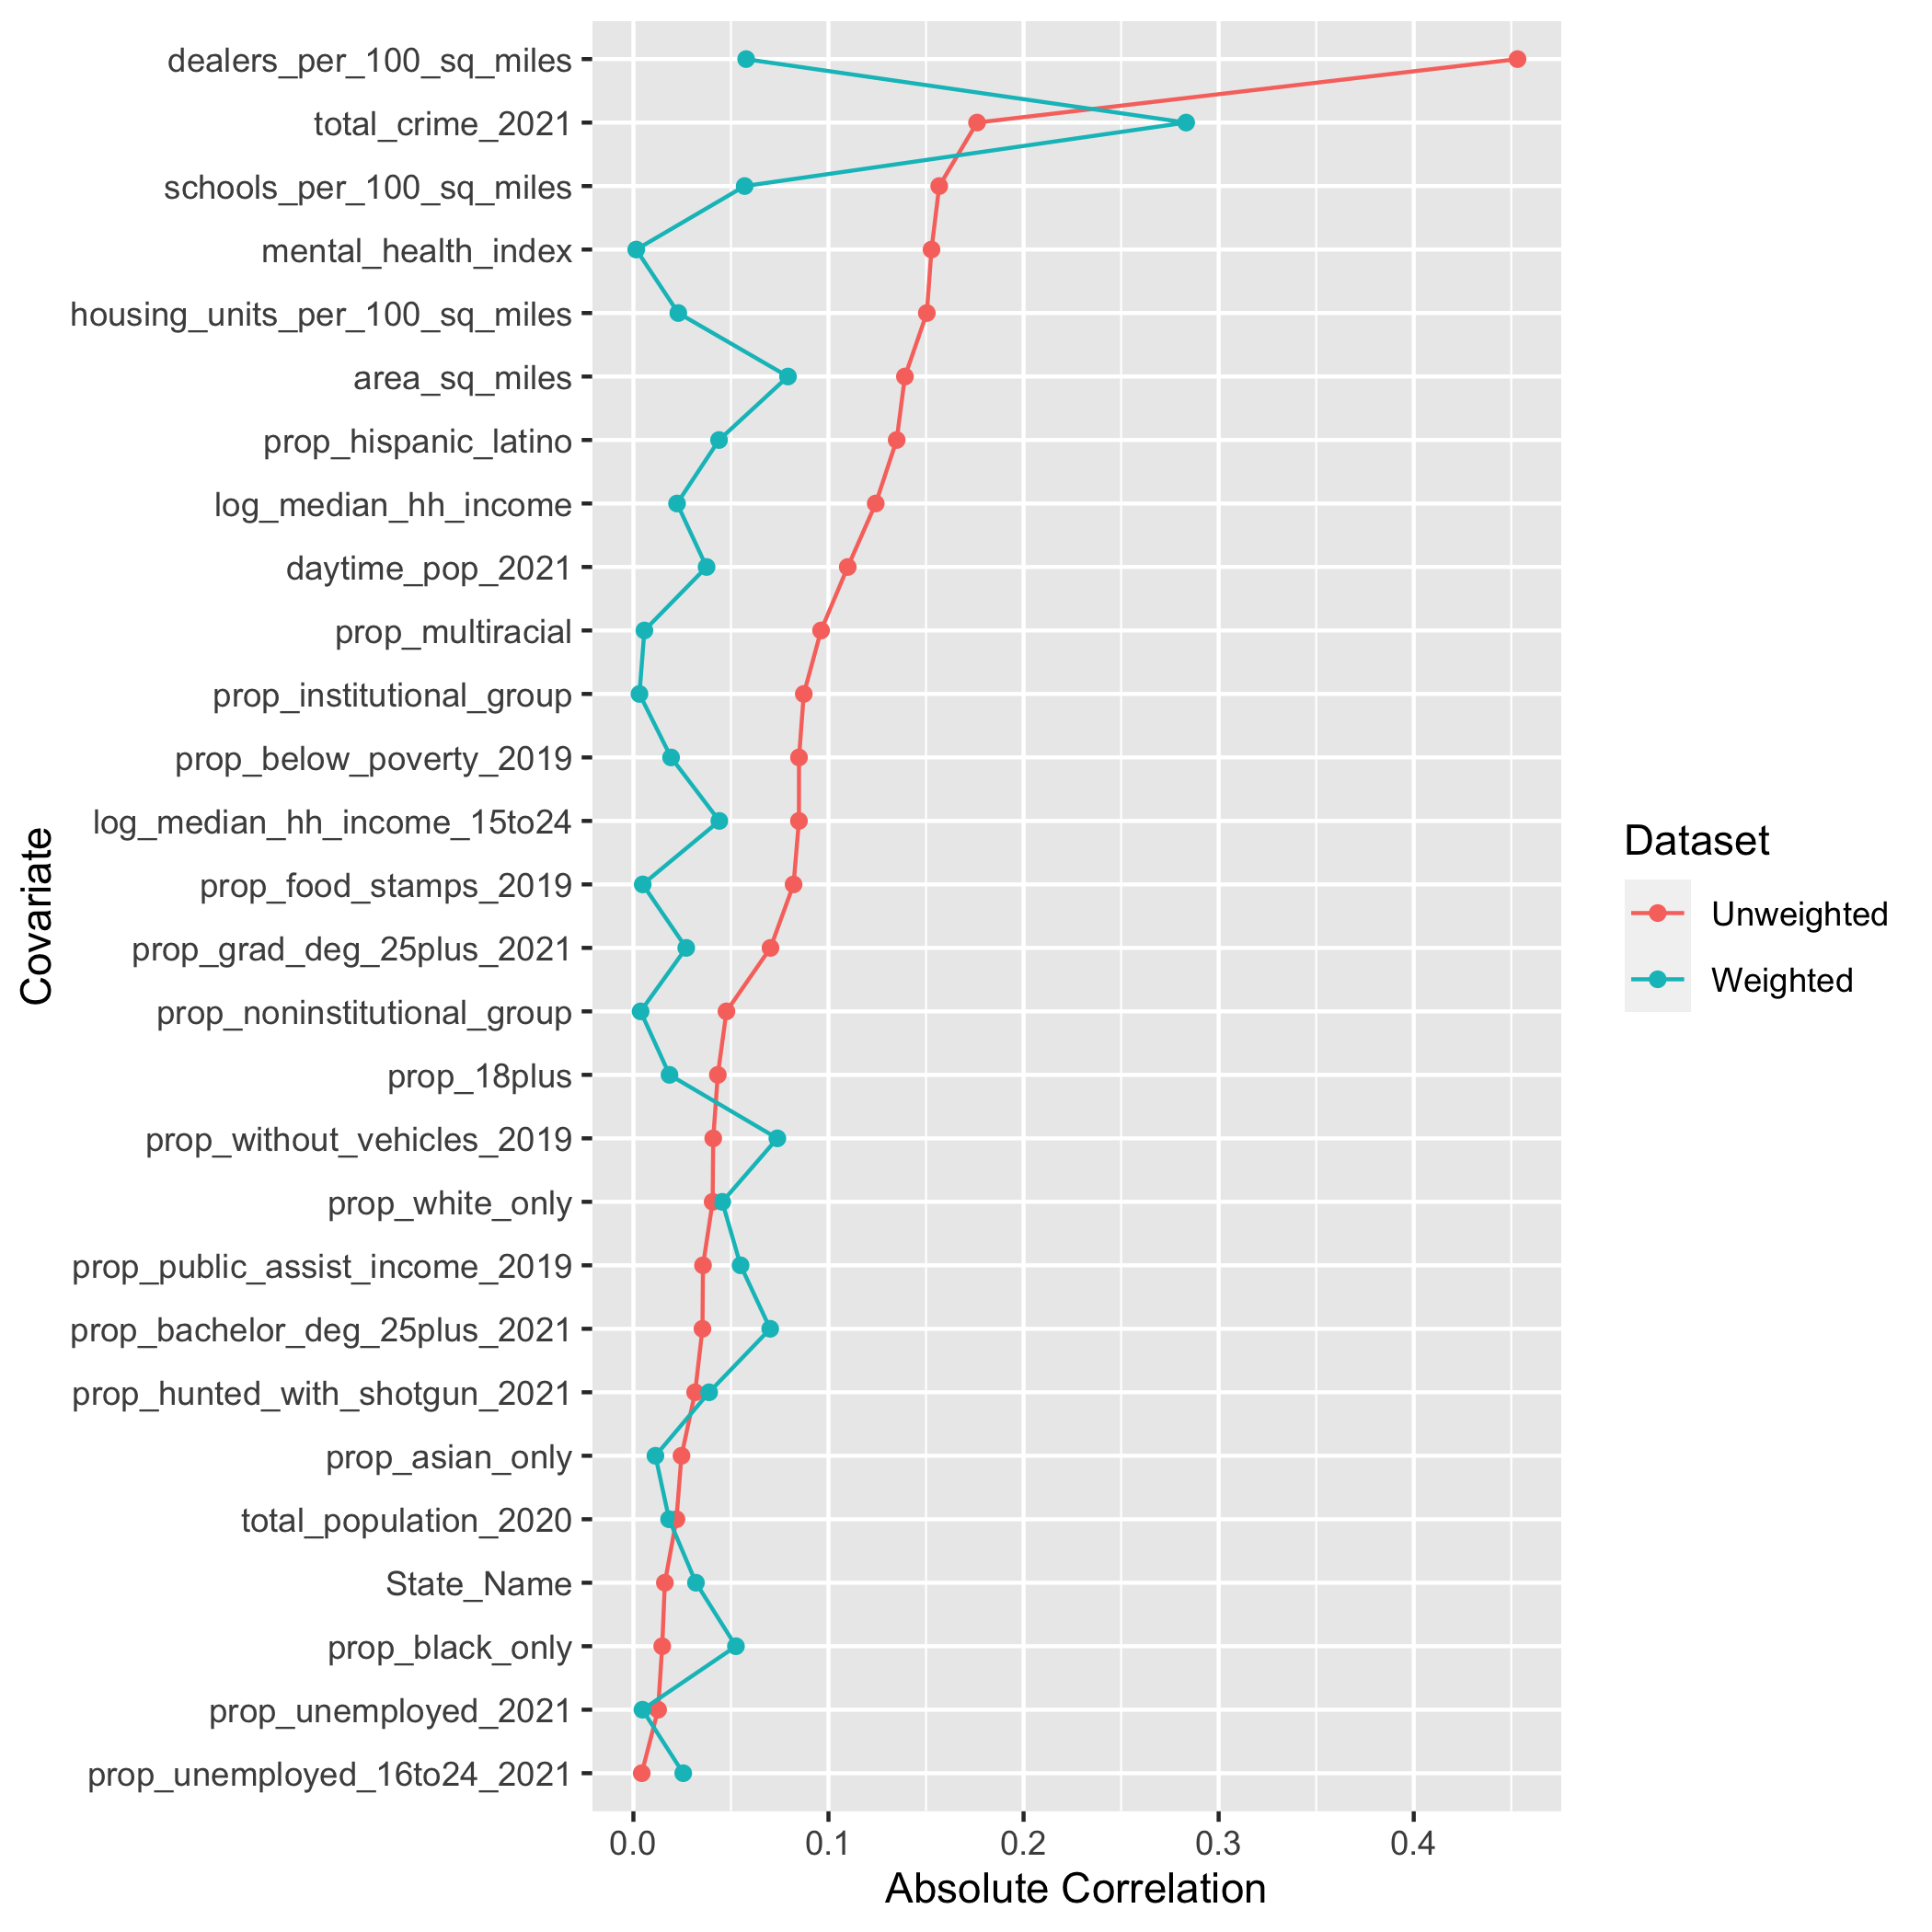 dealers_per_100_sq_miles
total_crime_2021
schools_per_100_sq_miles
mental_health_index
housing_units_per_100_sq_miles
area_sq_miles
prop_hispanic_latino
log_median_hh_income
daytime_pop_2021
prop_multiracial
prop_institutional_group
prop_below_poverty_2019
log_median_hh_income_15to24
prop_food_stamps_2019
prop_grad_deg_25plus_2021
prop_noninstitutional_group
prop_18plus
prop_without_vehicles_2019
prop_white_only
prop_public_assist_income_2019
prop_bachelor_deg_25plus_2021
prop_hunted_with_shotgun_2021
prop_asian_only
total_population_2020
State_Name
prop_black_only
prop_unemployed_2021
prop_unemployed_16to24_2021
Covariate
0.0 0.1 0.2 0.3 0.4
Absolute Correlation
Dataset
Unweighted
Weighted